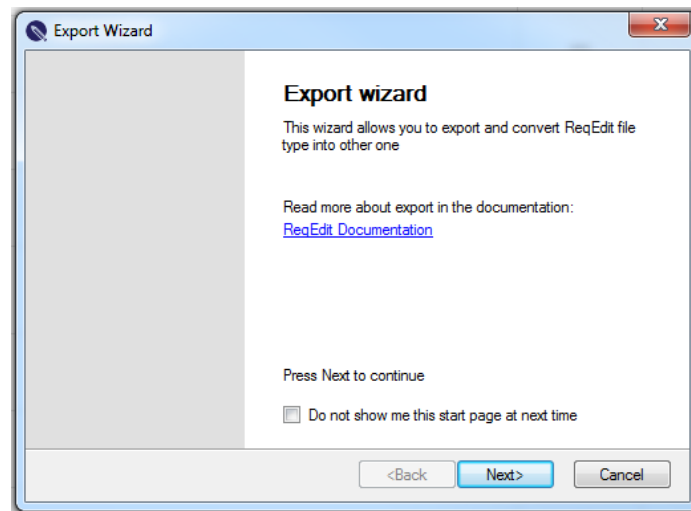 Export Wizard
Export wizard
This wizard allows you to export and convert ReqEdit file
type into other one
Read more about export in the documentation:
ReqEdit Documentation
Press Next to continue
Do not show me this start page at next time
<Back Next> Cancel